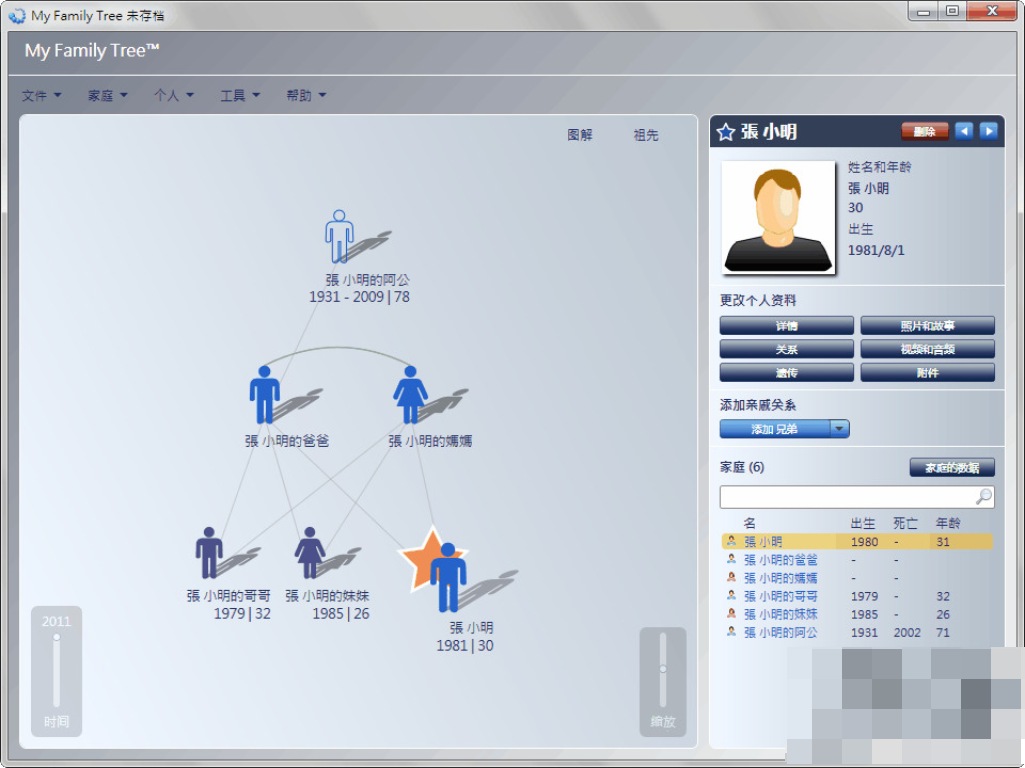 My Family Tree 未存檔
My Family Tree™
文件 家庭 个人 工具 帮助
图解 祖先
張 小明的阿公
1931 - 2009 | 78
張 小明的爸爸 張 小明的媽媽
張 小明的哥哥 張 小明的妹妹
1979 | 32 1985 | 26
張 小明
1981 | 30
2011
时间
缩放
張 小明 删除
姓名和年龄
張 小明
30
出生
1981/8/1
更改个人资料
详情 照片和故事
关系 视频和音频
遗传 附件
添加亲戚关系
添加 兄弟
家庭 (6) 家庭的数据
名 出生 死亡 年龄
張 小明 1980 - 31
張 小明的爸爸 - -
張 小明的媽媽 - -
張 小明的哥哥 1979 - 32
張 小明的妹妹 1985 - 26
張 小明的阿公 1931 2002 71